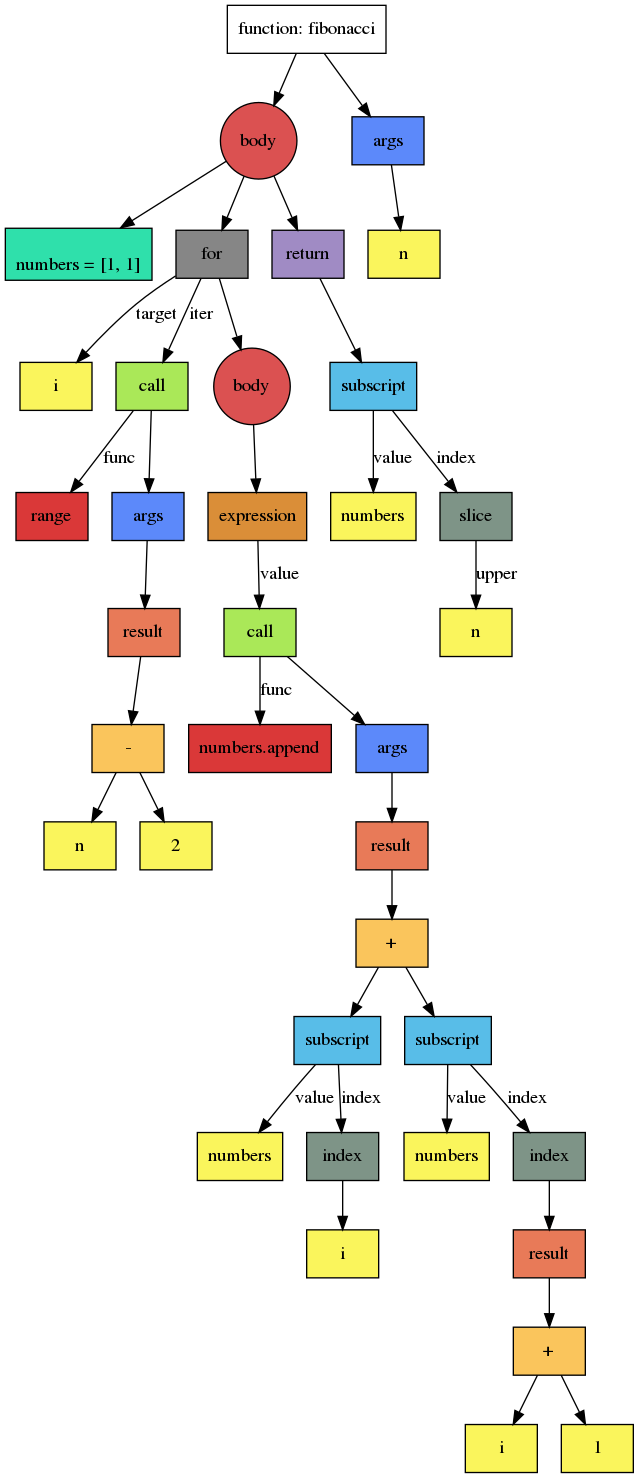 function: fibonacci
body
args
numbers = [1, 1]
for
return
n
target
iter
i
call
body
subscript
func
value
index
range
args
expression
numbers
slice
value
upper
result
call
n
func
-
numbers.append
args
n
2
result
+
subscript
subscript
value
index
value
index
numbers
index
numbers
index
i
result
+
i
1